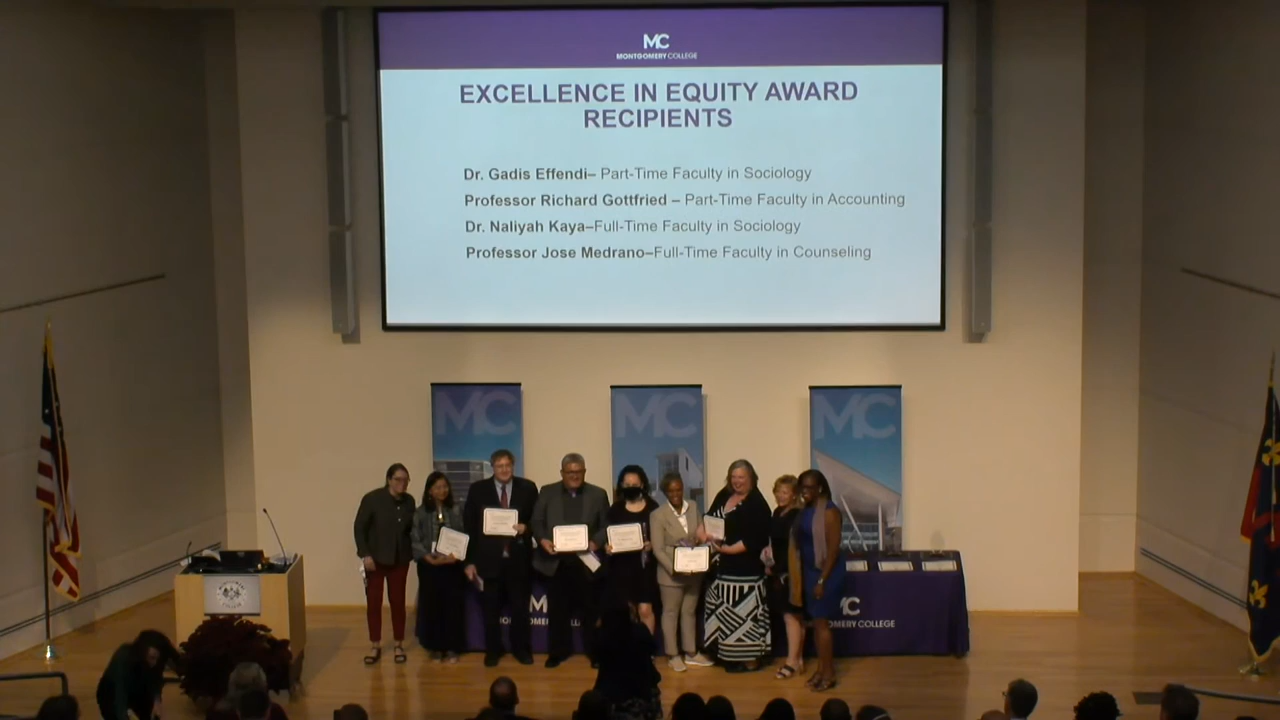 MC
MONTGOMERY COLLEGE
EXCELLENCE IN EQUITY AWARD
RECIPIENTS
Dr. Gadis Effendi– Part-Time Faculty in Sociology
Professor Richard Gottfried – Part-Time Faculty in Accounting
Dr. Naliyah Kaya–Full-Time Faculty in Sociology
Professor Jose Medrano–Full-Time Faculty in Counseling
MC
MC
MC
MC